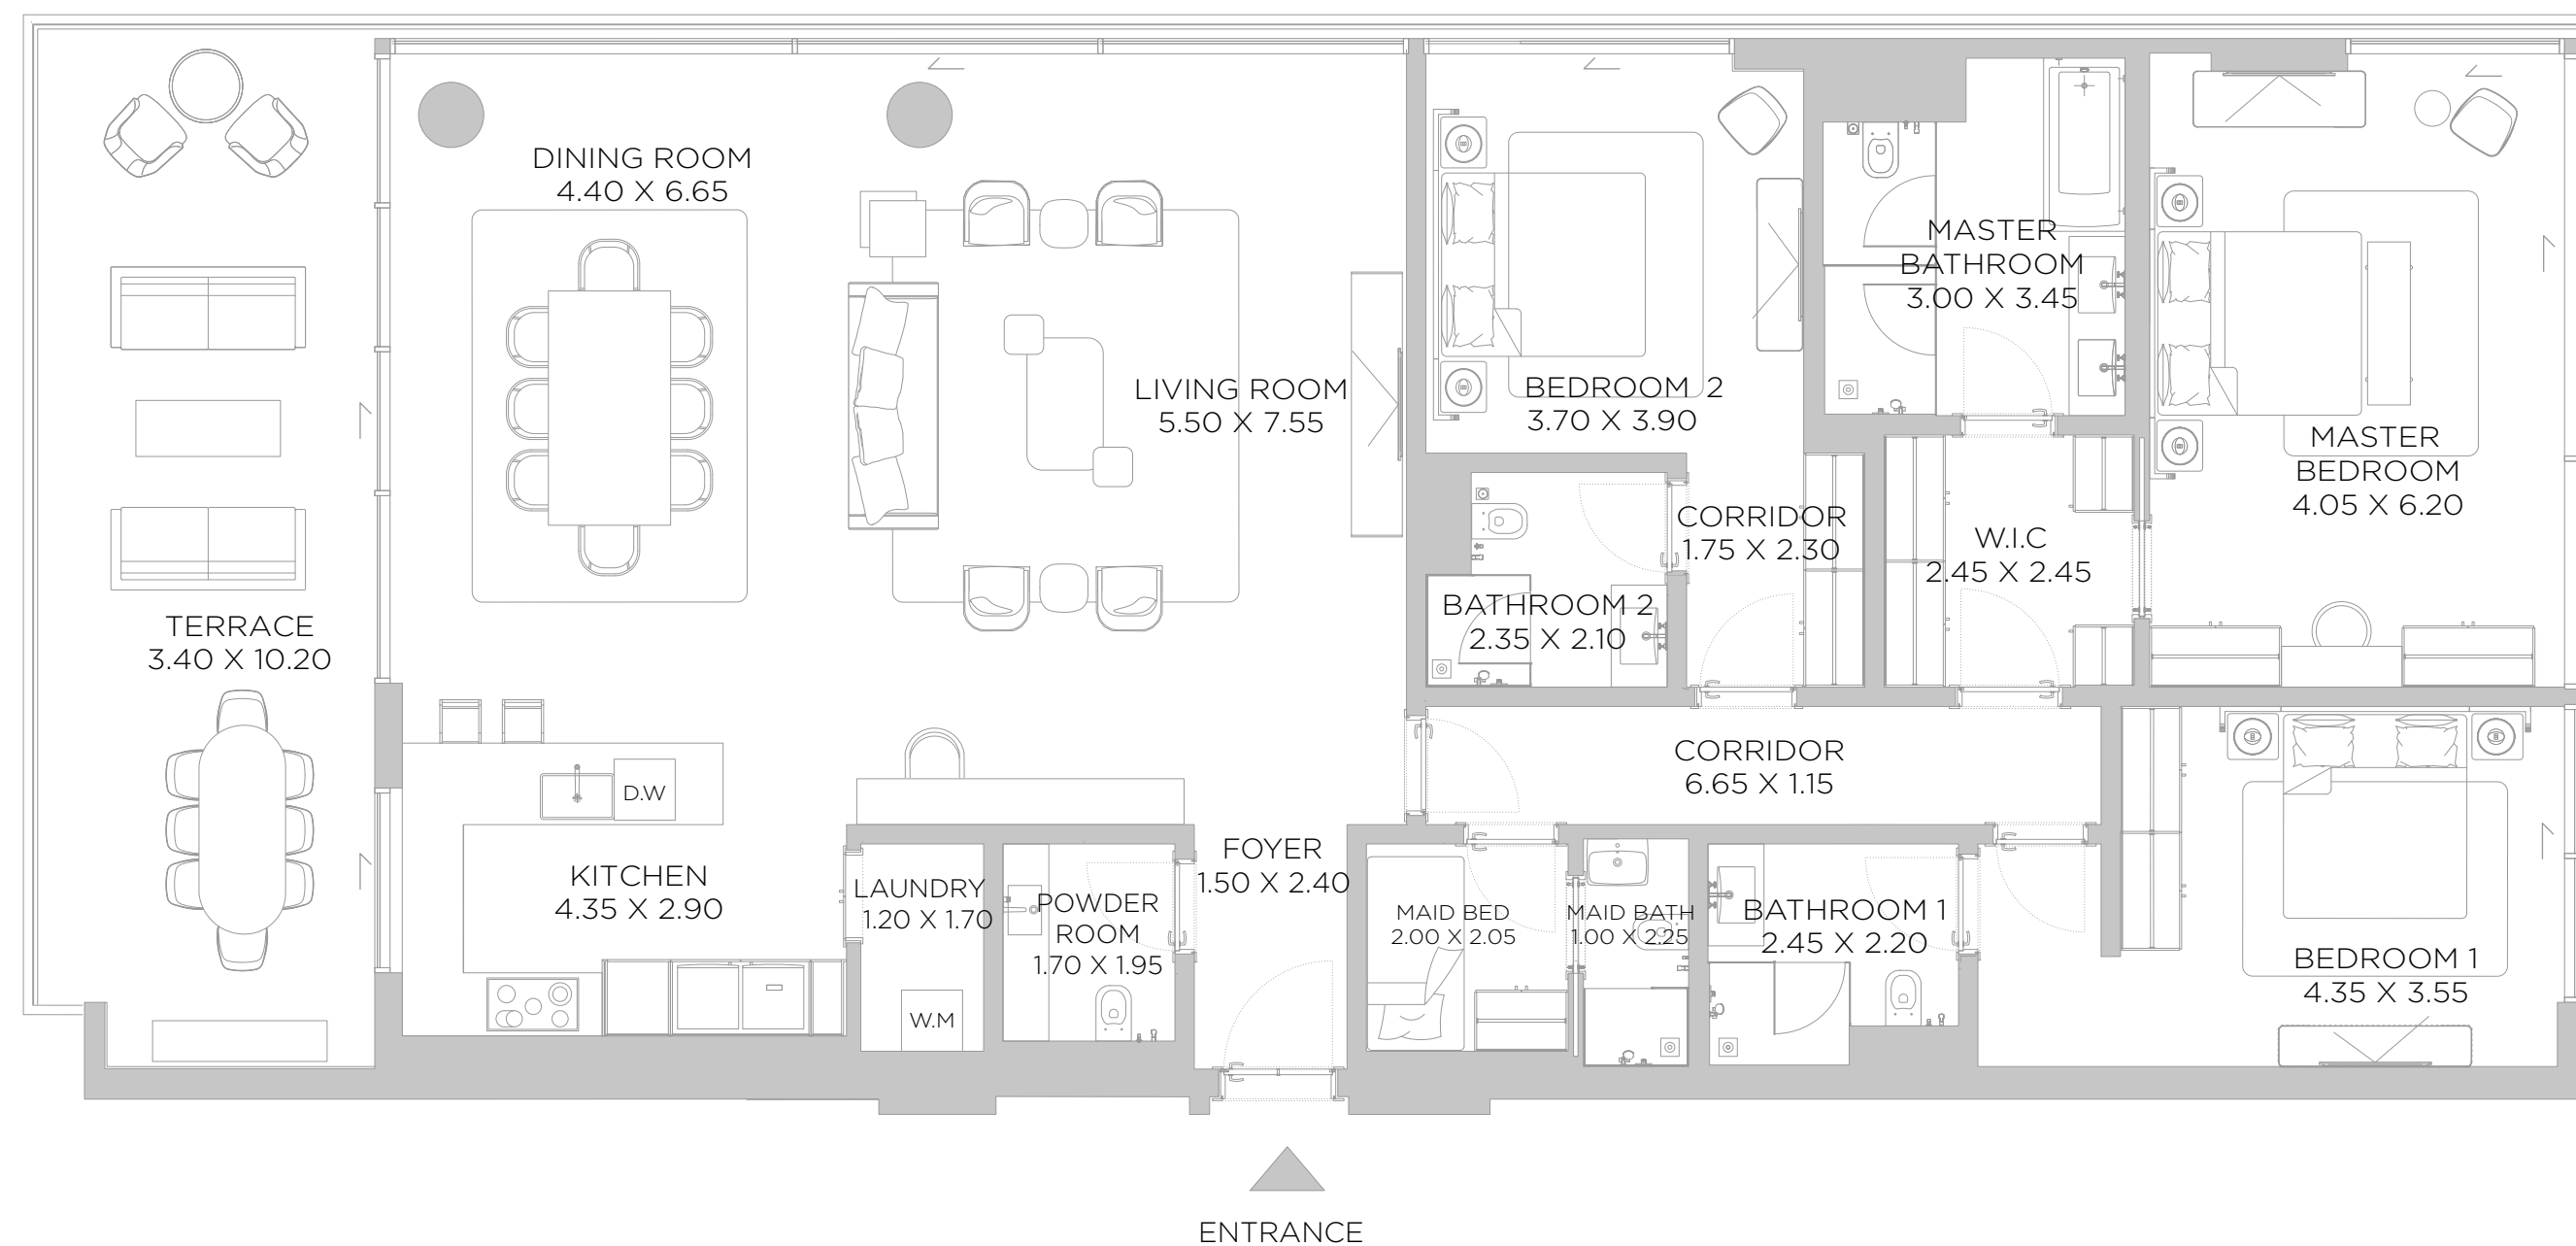 DINING ROOM
4.40 X 6.65
LIVING ROOM
5.50 X 7.55
BEDROOM 2
3.70 X 3.90
MASTER
BATHROOM
3.00 X 3.45
MASTER
BEDROOM
4.05 X 6.20
CORRIDOR
1.75 X 2.30
W.I.C
2.45 X 2.45
BATHROOM 2
2.35 X 2.10
TERRACE
3.40 X 10.20
CORRIDOR
6.65 X 1.15
D.W
KITCHEN
4.35 X 2.90
LAUNDRY
1.20 X 1.70
W.M
POWDER
ROOM
1.70 X 1.95
FOYER
1.50 X 2.40
MAID BED
2.00 X 2.05
MAID BATH
1.00 X 2.25
BATHROOM 1
2.45 X 2.20
BEDROOM 1
4.35 X 3.55
ENTRANCE